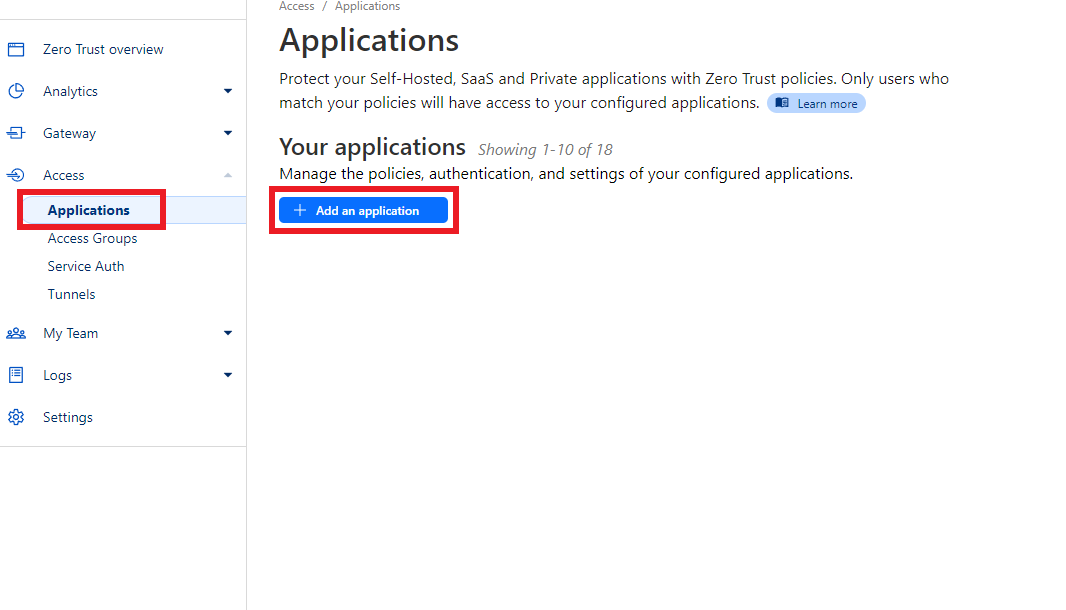 Zero Trust overview
Analytics
Gateway
Access
Applications
Access Groups
Service Auth
Tunnels
My Team
Logs
Settings
Access / Applications
Applications
Protect your Self-Hosted, SaaS and Private applications with Zero Trust policies. Only users who
match your policies will have access to your configured applications. Learn more
Your applications Showing 1-10 of 18
Manage the policies, authentication, and settings of your configured applications.
+ Add an application